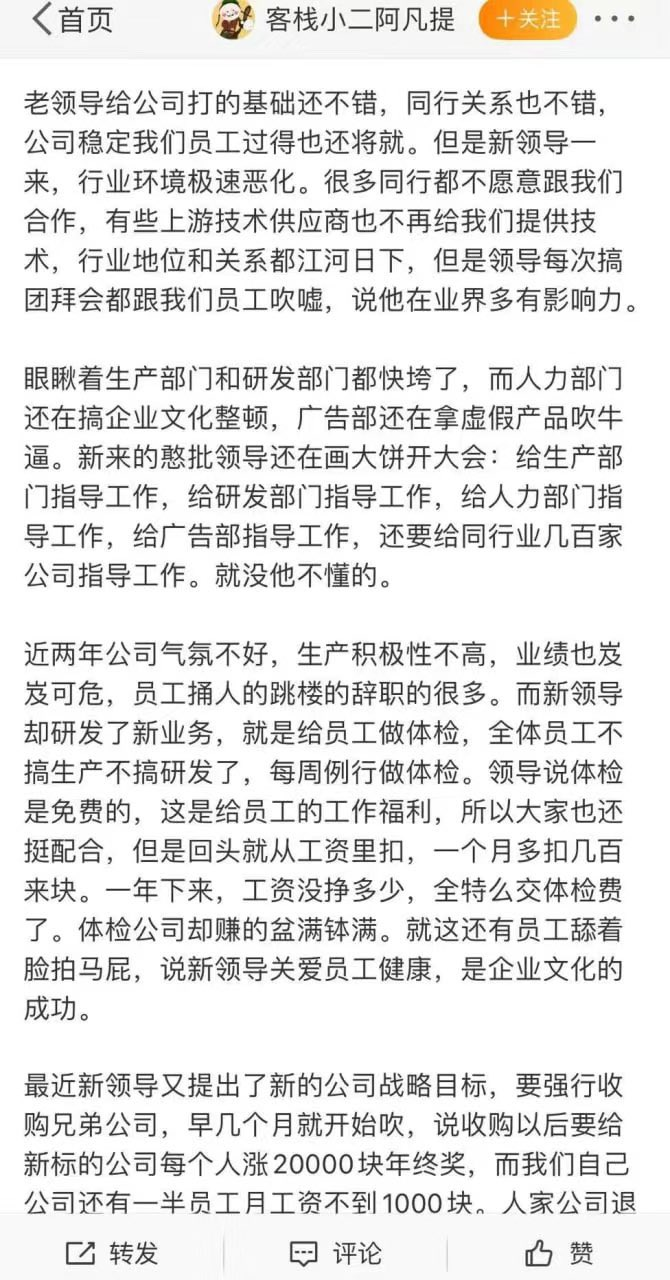 首页
客栈小二阿凡提
+关注
老领导给公司打的基础还不错，同行关系也不错，
公司稳定我们员工过得也还将就。但是新领导一
来，行业环境极速恶化。很多同行都不愿意跟我们
合作，有些上游技术供应商也不再给我们提供技
术，行业地位和关系都江河日下，但是领导每次搞
团拜会都跟我们员工吹嘘，说他在业界多有影响力。
眼瞅着生产部门和研发部门都快垮了，而人力部门
还在搞企业文化整顿，广告部还在拿虚假产品吹牛
逼。新来的憨批领导还在画大饼开大会：给生产部
门指导工作，给研发部门指导工作，给人力部门指
导工作，给广告部指导工作，还要给同行业几百家
公司指导工作。就没他不懂的。
近两年公司气氛不好，生产积极性不高，业绩也岌
岌可危，员工捅人的跳楼的辞职的很多。而新领导
却研发了新业务，就是给员工做体检，全体员工不
搞生产不搞研发了，每周例行做体检。领导说体检
是免费的，这是给员工的工作福利，所以大家也还
挺配合，但是回头就从工资里扣，一个月多扣几百
来块。一年下来，工资没挣多少，全特么交体检费
了。体检公司却赚的盆满钵满。就这还有员工舔着
脸拍马屁，说新领导关爱员工健康，是企业文化的
成功。
最近新领导又提出了新的公司战略目标，要强行收
购兄弟公司，早几个月就开始吹，说收购以后要给
新标的公司每个人涨20000块年终奖，而我们自己
公司还有一半员工月工资不到1000块。人家公司退
转发
评论
赞